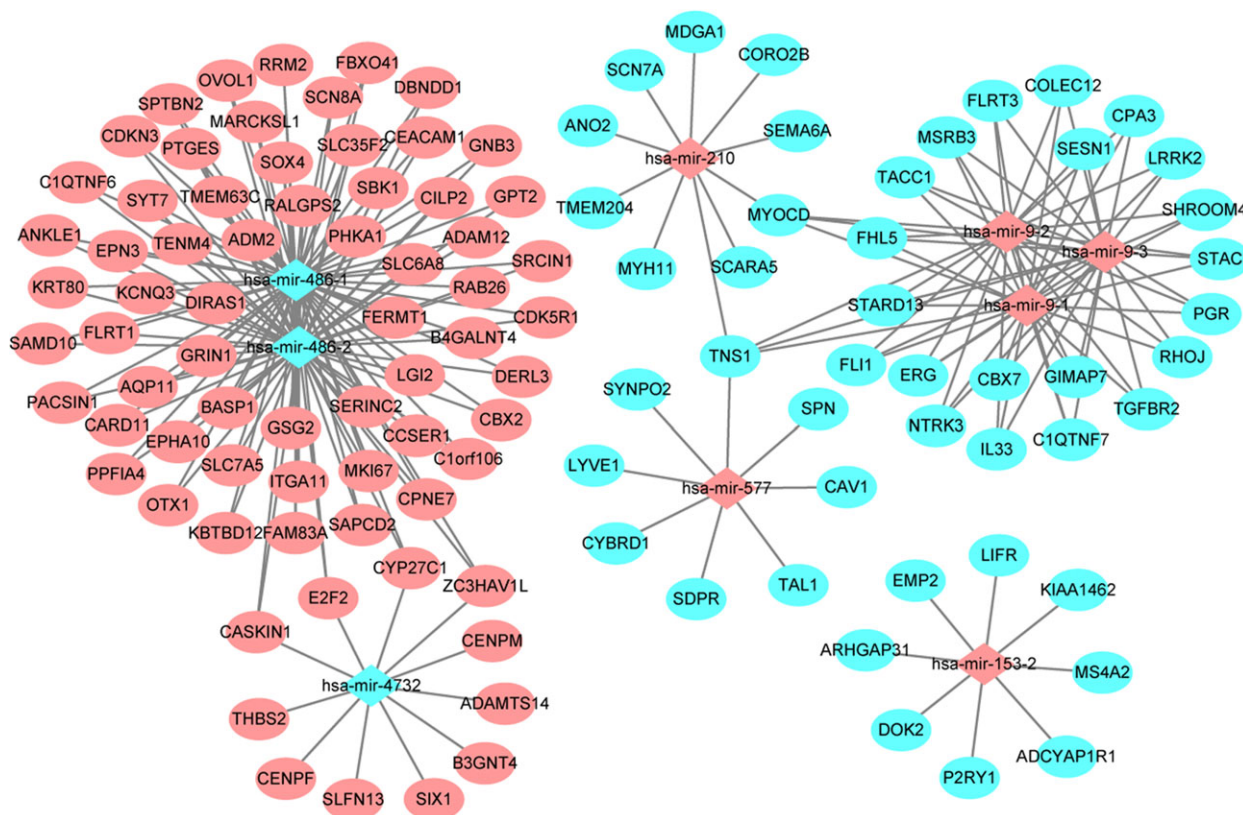 RRM2
FBXO41
OVOL1
SCN8A
DBNDD1
SPTBN2
MARCKSL1
CDKN3
PTGES
SOX4
SLC35F2
CEACAM1
GNB3
C1QTNF6
SYT7
TMEM63C
RALGPS2
SBK1
CILP2
GPT2
ANKLE1
EPN3
TENM4
ADM2
PHKA1
ADAM12
SLC6A8
SRCIN1
hsa-mir-486-1
KRT80
KCNQ3
DIRAS1
RAB26
FERMT1
CDK5R1
SAMD10
FLRT1
hsa-mir-486-2
B4GALNT4
GRIN1
LGI2
DERL3
PACSIN1
AQP11
CARD11
BASP1
SERINC2
CBX2
EPHA10
GSG2
CCSER1
PPFIA4
SLC7A5
MKI67
C1orf106
OTX1
ITGA11
CPNE7
KBTBD12
FAM83A
SAPCD2
CYP27C1
ZC3HAV1L
E2F2
CASKIN1
CENPM
hsa-mir-4732
ADAMTS14
THBS2
B3GNT4
CENPF
SLFN13
SIX1
MDGA1
SCN7A
CORO2B
ANO2
SEMA6A
hsa-mir-210
TMEM204
MYOCD
MYH11
SCARA5
COLEC12
FLRT3
CPA3
MSRB3
SESN1
LRRK2
TACC1
SHROOM4
hsa-mir-9-2
FHL5
hsa-mir-9-3
STAC
STARD13
hsa-mir-9-1
PGR
TNS1
FLI1
ERG
CBX7
GIMAP7
RHOJ
NTRK3
TGFBR2
IL33
C1QTNF7
SYNPO2
SPN
LYVE1
hsa-mir-577
CAV1
CYBRD1
SDPR
TAL1
LIFR
EMP2
KIAA1462
ARHGAP31
hsa-mir-153-2
MS4A2
DOK2
ADCYAP1R1
P2RY1